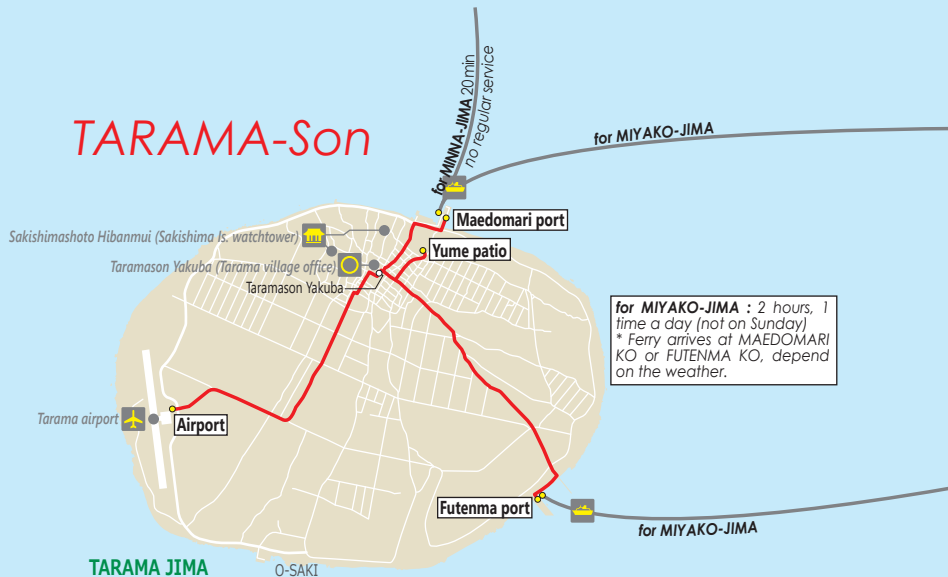 TARAMA-Son
for MINNA-JIMA 20min
no regular service
for MIYAKO-JIMA
Maedomari port
Sakishimashoto Hibanmui (Sakishima Is. watchtower)
Yume patio
Taramason Yakuba (Tarama village office)
Taramason Yakuba
for MIYAKO-JIMA : 2 hours, 1
time a day (not on Sunday)
* Ferry arrives at MAEDOMARI
KO or FUTENMA KO, depend
on the weather.
Tarama airport
Airport
Futenma port
for MIYAKO-JIMA
TARAMA JIMA
O-SAKI